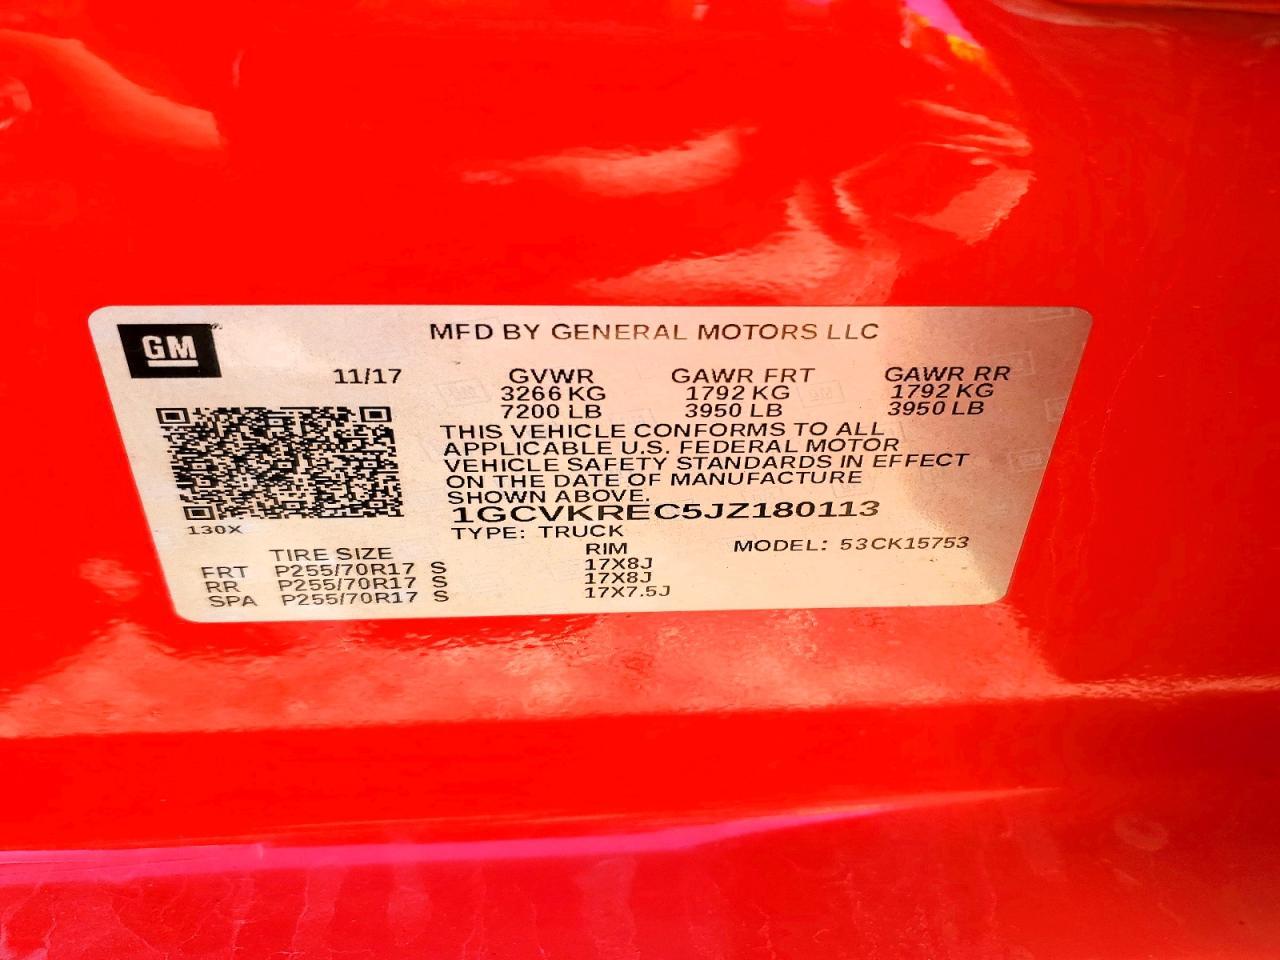 GM
MFD BY GENERAL MOTORS LLC
11/17 GVWR GAWR FRT GAWR RR
3266 KG 1792 KG 1792 KG
7200 LB 3950 LB 3950 LB
THIS VEHICLE CONFORMS TO ALL
APPLICABLE U.S. FEDERAL MOTOR
VEHICLE SAFETY STANDARDS IN EFFECT
ON THE DATE OF MANUFACTURE
SHOWN ABOVE.
1GCVKREC5JZ180113
130X
TYPE: TRUCK
MODEL: 53CK15753
TIRE SIZE RIM
FRT P255/70R17 S 17X8J
RR P255/70R17 S 17X8J
SPA P255/70R17 S 17X7.5J